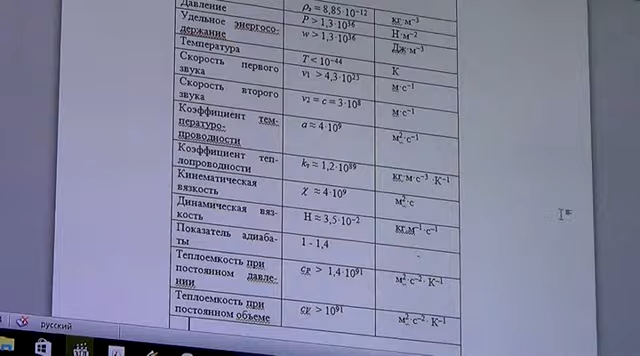 ρₑ = 8,85·10⁻¹² кг м⁻³
Давление P > 1,3·10³⁶ Н·м⁻²
Удельное энергосо-
держание w > 1,3·10³⁶ Дж·м⁻³
Температура T < 10⁻⁴⁴ К
Скорость первого
звука v₁ > 4,3·10²³ м·с⁻¹
Скорость второго
звука v₂ = c = 3·10⁸ м·с⁻¹
Коэффициент тем-
пературо-
проводности a ≈ 4·10⁹ м²·с⁻¹
Коэффициент теп-
лопроводности kₜ ≈ 1,2·10⁸⁹ кг·м·с⁻³·К⁻¹
Кинематическая
вязкость χ ≈ 4·10⁹ м²·с
Динамическая вяз-
кость Η ≈ 3,5·10⁻² кг.м⁻¹·с⁻¹
Показатель адиаба-
ты 1 - 1,4 -
Теплоемкость при
постоянном давле-
нии cp > 1,4·10⁹¹ м²·с⁻²·К⁻¹
Теплоемкость при
постоянном объеме cv > 10⁹¹ м²·с⁻²·К⁻¹
русский